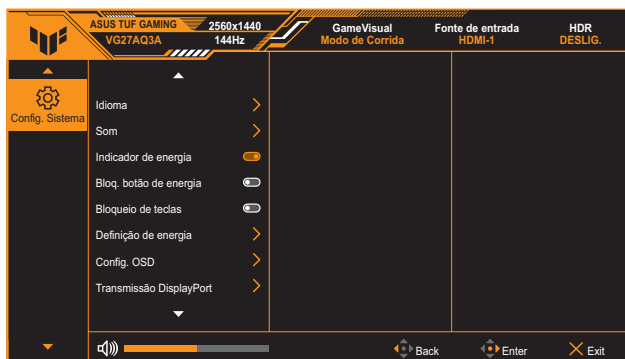 ASUS TUF GAMING
VG27AQ3A
2560x1440
144Hz
GameVisual
Modo de Corrida
Fonte de entrada
HDMI-1
HDR
DESLIG.
Config. Sistema
Idioma
Som
Indicador de energia
Bloq. botão de energia
Bloqueio de teclas
Definição de energia
Config. OSD
Transmissão DisplayPort
Back
Enter
Exit